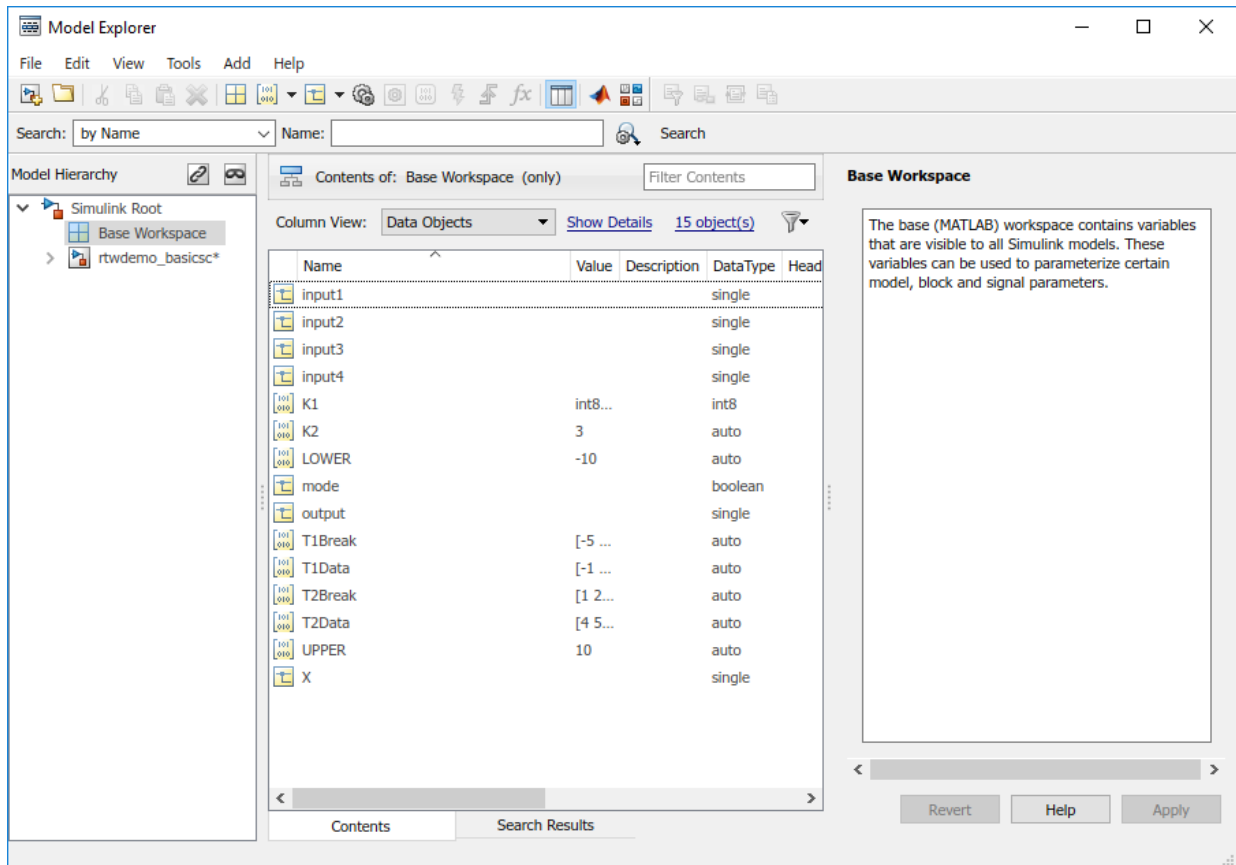 Model Explorer
File Edit View Tools Add Help
Search: by Name Name: Search
Model Hierarchy
Simulink Root
Base Workspace
rtwdemo_basicsc*
Contents of: Base Workspace (only) Filter Contents
Column View: Data Objects Show Details 15 object(s)
Name Value Description DataType Head
input1 single
input2 single
input3 single
input4 single
K1 int8... int8
K2 3 auto
LOWER -10 auto
mode boolean
output single
T1Break [-5 ... auto
T1Data [-1 ... auto
T2Break [1 2... auto
T2Data [4 5... auto
UPPER 10 auto
X single
Contents Search Results
Base Workspace
The base (MATLAB) workspace contains variables
that are visible to all Simulink models. These
variables can be used to parameterize certain
model, block and signal parameters.
Revert Help Apply